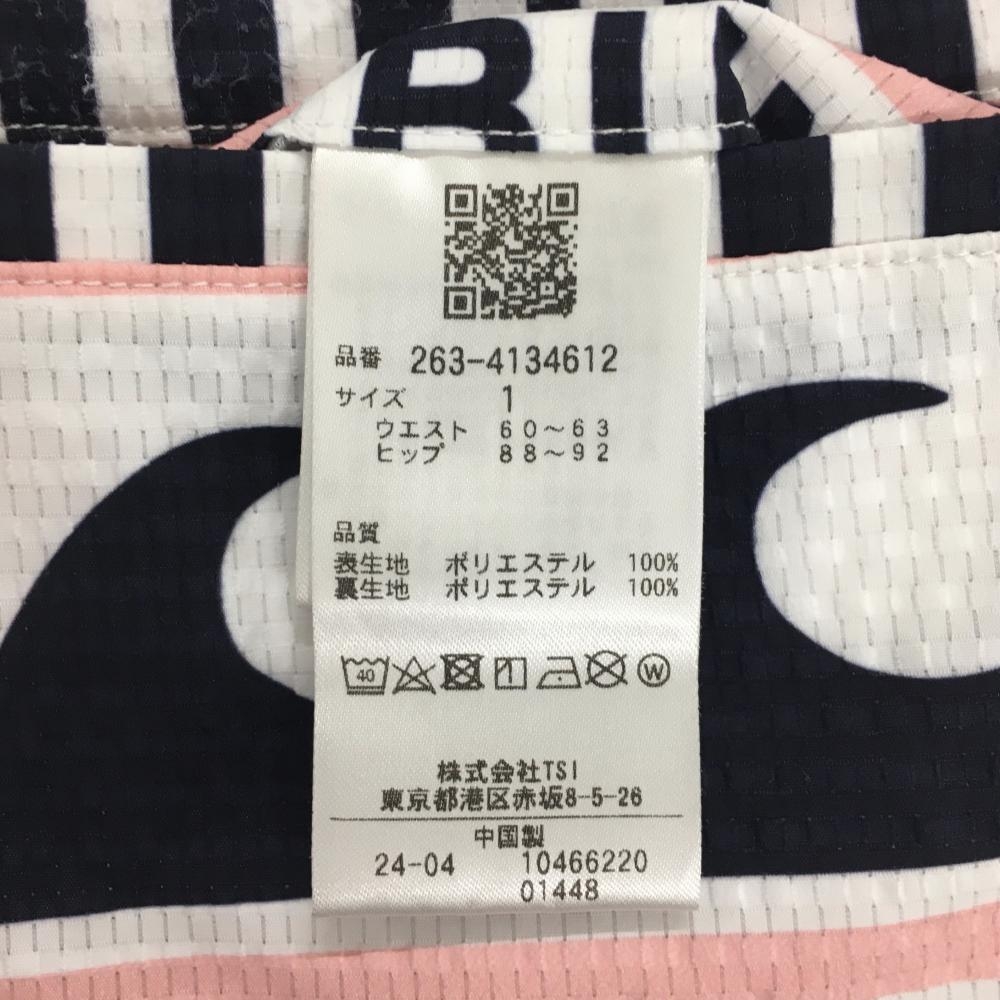 RI
品番 263-4134612
サイズ 1
ウエスト 60～63
ヒップ 88～92
品質
表生地 ポリエステル 100%
裏生地 ポリエステル 100%
40 1 W
株式会社TSI
東京都港区赤坂8-5-26
中国製
24-04 10466220
01448